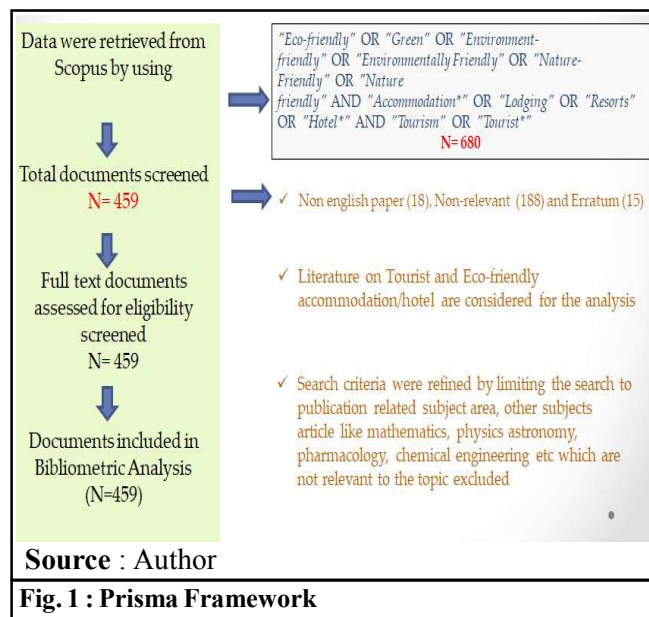 Data were retrieved from
Scopus by using
"Eco-friendly" OR "Green" OR "Environment-
friendly" OR "Environmentally Friendly" OR "Nature-
Friendly" OR "Nature
friendly" AND "Accommodation*" OR "Lodging" OR "Resorts"
OR "Hotel*" AND "Tourism" OR "Tourist*"
N= 680
Total documents screened
N= 459
✓ Non english paper (18), Non-relevant (188) and Erratum (15)
Full text documents
assessed for eligibility
screened
N= 459
✓ Literature on Tourist and Eco-friendly
accommodation/hotel are considered for the analysis
✓ Search criteria were refined by limiting the search to
publication related subject area, other subjects
article like mathematics, physics astronomy,
pharmacology, chemical engineering etc which are
not relevant to the topic excluded
Documents included in
Bibliometric Analysis
(N=459)
Source : Author
Fig. 1 : Prisma Framework